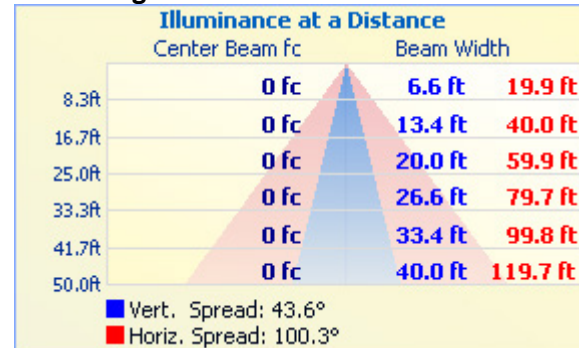 Illuminance at a Distance
Center Beam fc Beam Width
8.3ft 0 fc 6.6 ft 19.9 ft
16.7ft 0 fc 13.4 ft 40.0 ft
25.0ft 0 fc 20.0 ft 59.9 ft
33.3ft 0 fc 26.6 ft 79.7 ft
41.7ft 0 fc 33.4 ft 99.8 ft
50.0ft 0 fc 40.0 ft 119.7 ft
Vert. Spread: 43.6°
Horiz. Spread: 100.3°